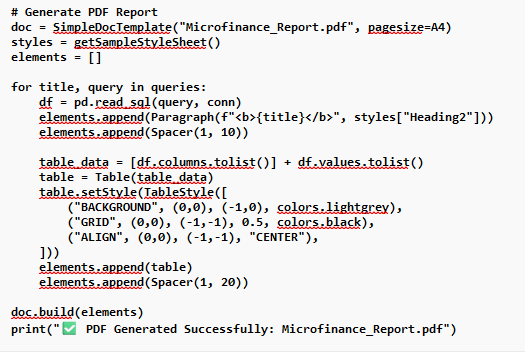 # Generate PDF Report
doc = SimpleDocTemplate("Microfinance_Report.pdf", pagesize=A4)
styles = getSampleStyleSheet()
elements = []

for title, query in queries:
    df = pd.read_sql(query, conn)
    elements.append(Paragraph(f"<b>{title}</b>", styles["Heading2"]))
    elements.append(Spacer(1, 10))

    table_data = [df.columns.tolist()] + df.values.tolist()
    table = Table(table_data)
    table.setStyle(TableStyle([
        ("BACKGROUND", (0,0), (-1,0), colors.lightgrey),
        ("GRID", (0,0), (-1,-1), 0.5, colors.black),
        ("ALIGN", (0,0), (-1,-1), "CENTER"),
    ]))
    elements.append(table)
    elements.append(Spacer(1, 20))

doc.build(elements)
print("✅ PDF Generated Successfully: Microfinance_Report.pdf")